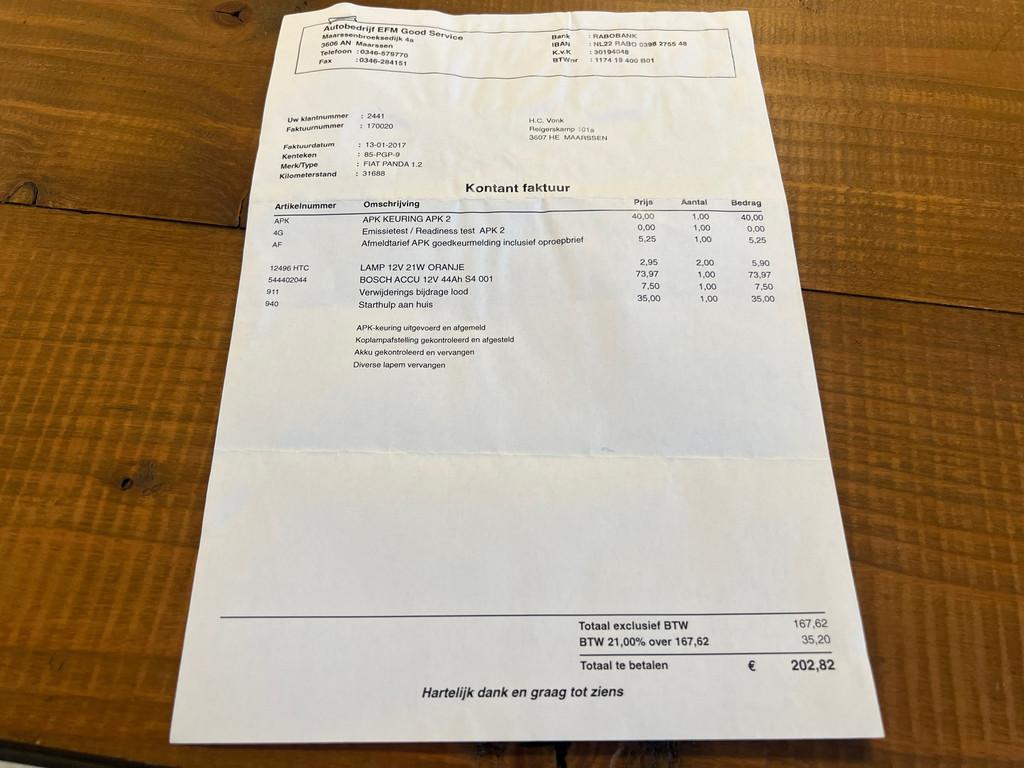 Autobedrijf EFM Good Service
Maarssenbroeksedijk 4a
3606 AN Maarssen
Telefoon :0346-579770
Fax :0346-284151
Bank : RABOBANK
IBAN : NL22 RABO 0398 2755 48
K.v.K : 30194048
BTWnr : 1174 19 400 B01
Uw klantnummer : 2441
Faktuurnummer : 170020
H.C. Vonk
Reigerskamp 101a
3607 HE MAARSSEN
Faktuurdatum : 13-01-2017
Kenteken : 85-PGP-9
Merk/Type : FIAT PANDA 1.2
Kilometerstand : 31688
Kontant faktuur
Artikelnummer Omschrijving Prijs Aantal Bedrag
APK APK KEURING APK 2 40,00 1,00 40,00
4G Emissietest / Readiness test APK 2 0,00 1,00 0,00
AF Afmeldtarief APK goedkeurmelding inclusief oproepbrief 5,25 1,00 5,25
12496 HTC LAMP 12V 21W ORANJE 2,95 2,00 5,90
544402044 BOSCH ACCU 12V 44Ah S4 001 73,97 1,00 73,97
911 Verwijderings bijdrage lood 7,50 1,00 7,50
940 Starthulp aan huis 35,00 1,00 35,00
APK-keuring uitgevoerd en afgemeld
Koplampafstelling gekontroleerd en afgesteld
Akku gekontroleerd en vervangen
Diverse lapem vervangen
Totaal exclusief BTW 167,62
BTW 21,00% over 167,62 35,20
Totaal te betalen € 202,82
Hartelijk dank en graag tot ziens